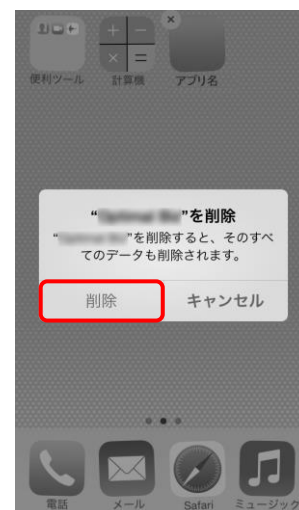 便利ツール
計算機
アプリ名
“ ”を削除
“ ”を削除すると、そのすべ
てのデータも削除されます。
削除
キャンセル
電話
メール
Safari
ミュージック